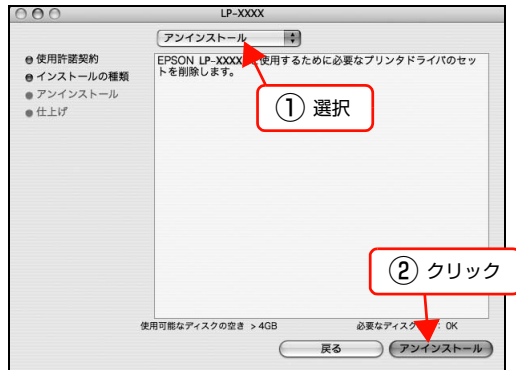 LP-XXXX
アンインストール
使用許諾契約
インストールの種類
アンインストール
仕上げ
EPSON LP-XXXX 使用するために必要なプリンタドライバのセッ
トを削除します。
① 選択
② クリック
使用可能なディスクの空き > 4GB
必要なディスク : OK
戻る
アンインストール